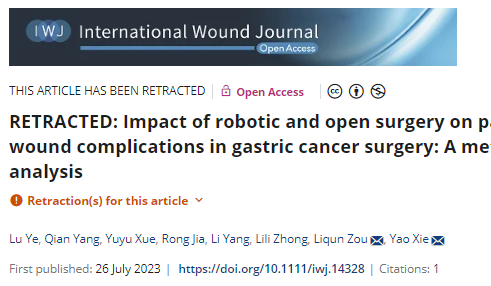 IWJ International Wound Journal
Open Access
THIS ARTICLE HAS BEEN RETRACTED | Open Access | cc
RETRACTED: Impact of robotic and open surgery on p
wound complications in gastric cancer surgery: A me
analysis
Retraction(s) for this article
Lu Ye, Qian Yang, Yuyu Xue, Rong Jia, Li Yang, Lili Zhong, Liqun Zou, Yao Xie
First published: 26 July 2023 | https://doi.org/10.1111/iwj.14328 | Citations: 1